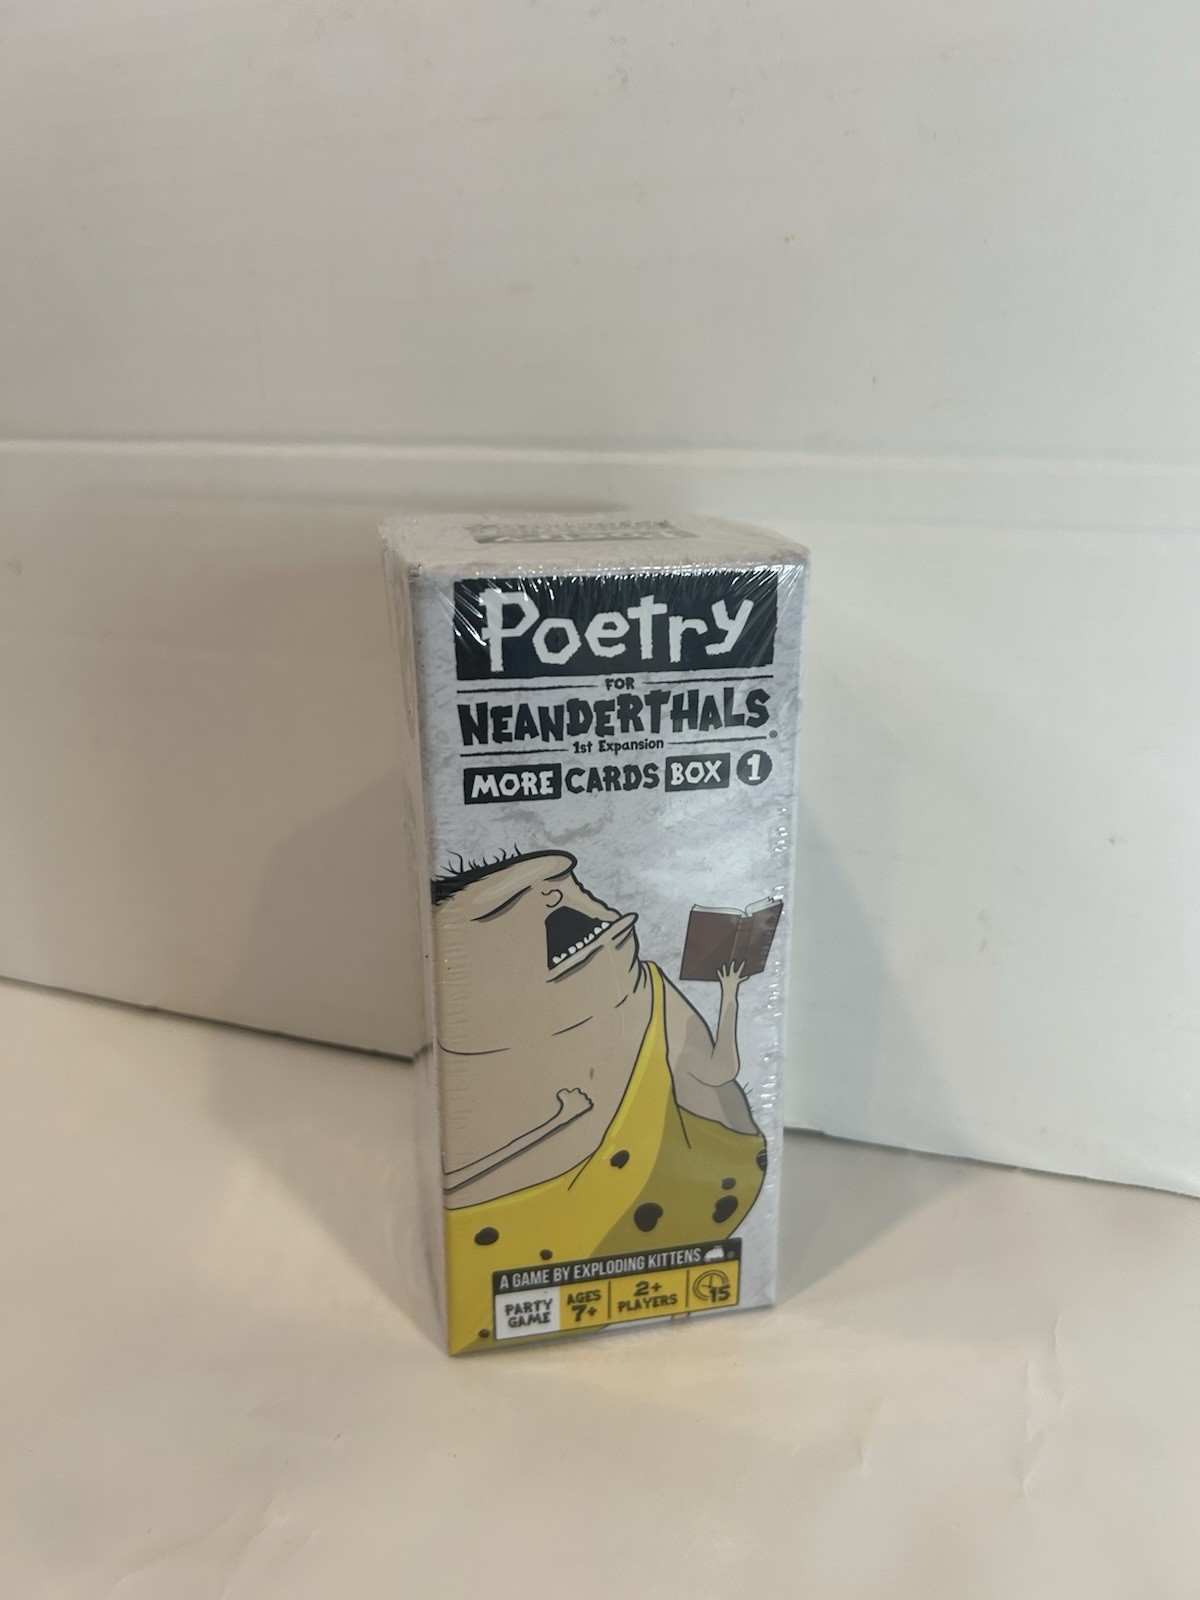 Poetry
FOR
NEANDERTHALS®
1st Expansion
MORE CARDS BOX 1
A GAME BY EXPLODING KITTENS ®
PARTY GAME
AGES 7+
2+ PLAYERS
15